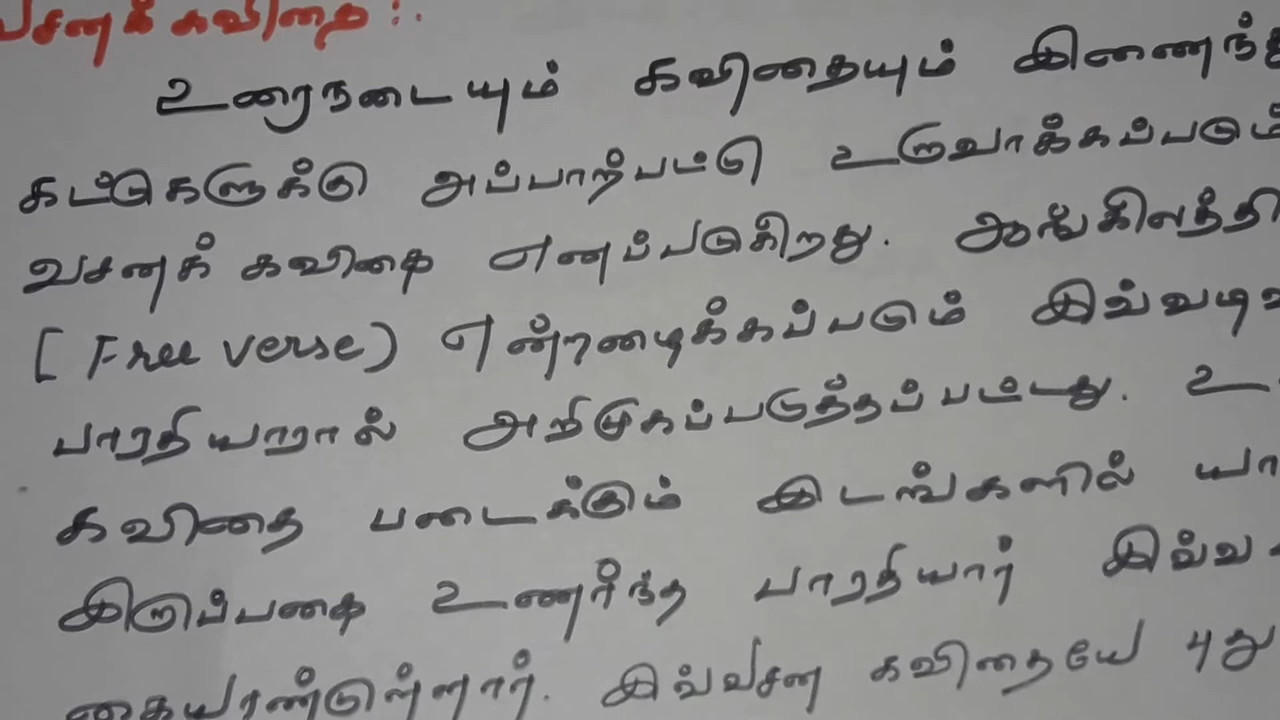 வசனக் கவிதை :-
உரைநடையும் கவிதையும் இணைந்து
கட்டுகளுக்கு அப்பாற்பட்டு உருவாக்கப்படும்
வசனக் கவிதை எனப்படுகிறது. ஆங்கிலத்தி
[Free verse) என்றழைக்கப்படும் இவ்வடிவ
பாரதியாரால் அறிமுகப்படுத்தப்பட்டது. உ
கவிதை படைக்கும் இடங்களில் யா
இருப்பதை உணர்ந்த பாரதியார் இவ்வ
கையாண்டுள்ளார். இவ்வசன கவிதையே புது